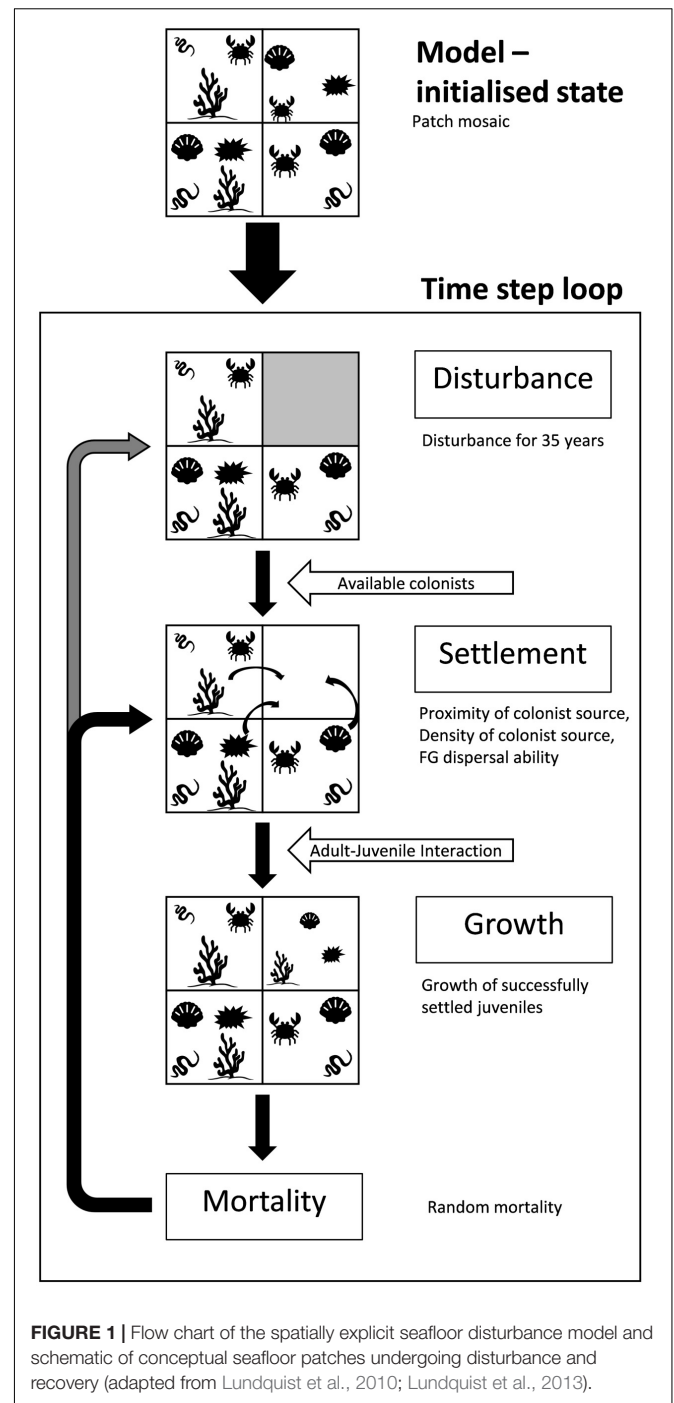 Model –
initialised state
Patch mosaic
Time step loop
Disturbance
Disturbance for 35 years
Available colonists
Settlement
Proximity of colonist source,
Density of colonist source,
FG dispersal ability
Adult-Juvenile Interaction
Growth
Growth of successfully
settled juveniles
Mortality
Random mortality
FIGURE 1 | Flow chart of the spatially explicit seafloor disturbance model and
schematic of conceptual seafloor patches undergoing disturbance and
recovery (adapted from Lundquist et al., 2010; Lundquist et al., 2013).